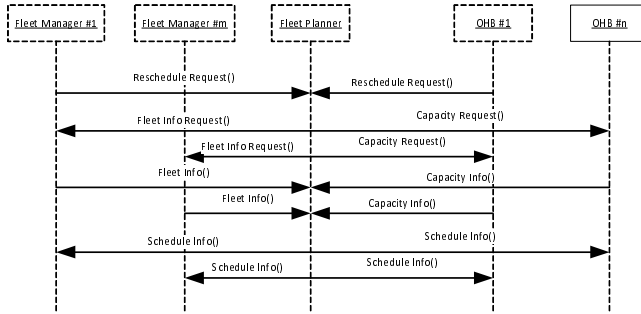 Fleet Manager #1 Fleet Manager #m Fleet Planner OHB #1 OHB #n
Reschedule Request() Reschedule Request()
Fleet Info Request() Capacity Request()
Fleet Info Request() Capacity Request()
Fleet Info() Capacity Info()
Fleet Info() Capacity Info()
Schedule Info() Schedule Info()
Schedule Info() Schedule Info()